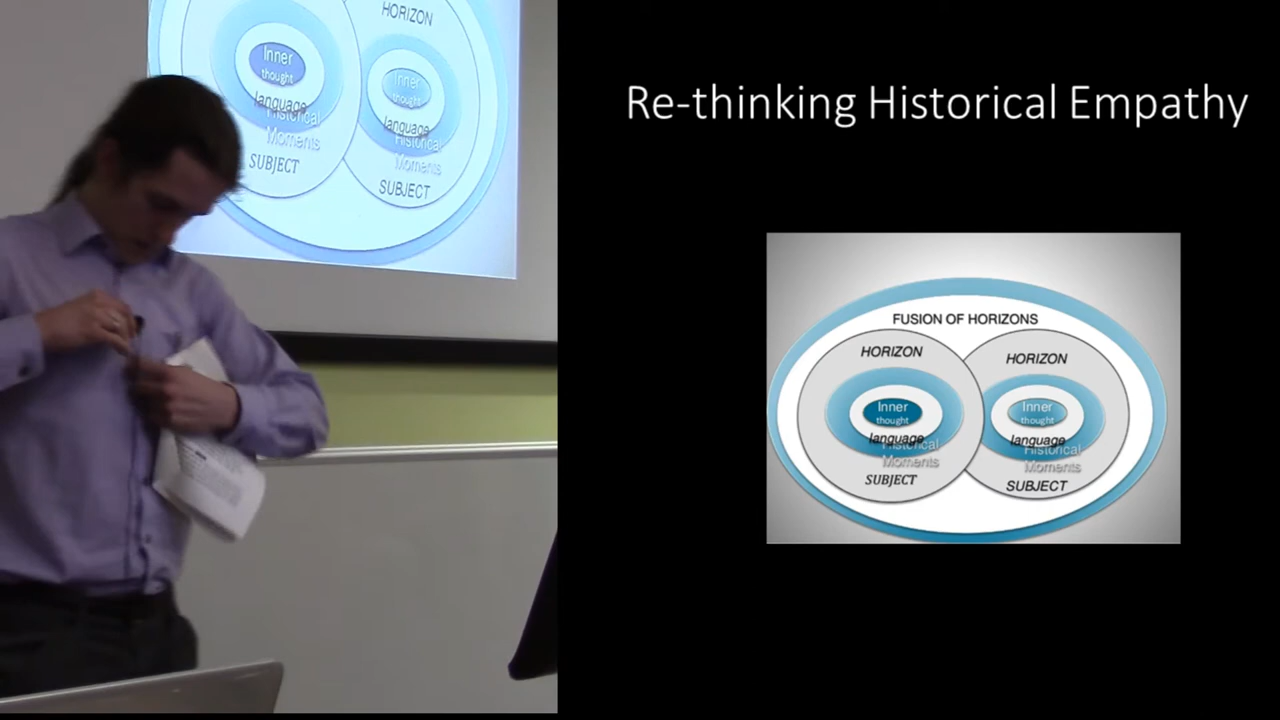 HORIZON
Inner
thought
language
Historical
Moments
SUBJECT
Inner
thought
language
Historical
Moments
SUBJECT
Re-thinking Historical Empathy
FUSION OF HORIZONS
HORIZON
Inner
thought
language
Historical
Moments
SUBJECT
HORIZON
Inner
thought
language
Historical
Moments
SUBJECT